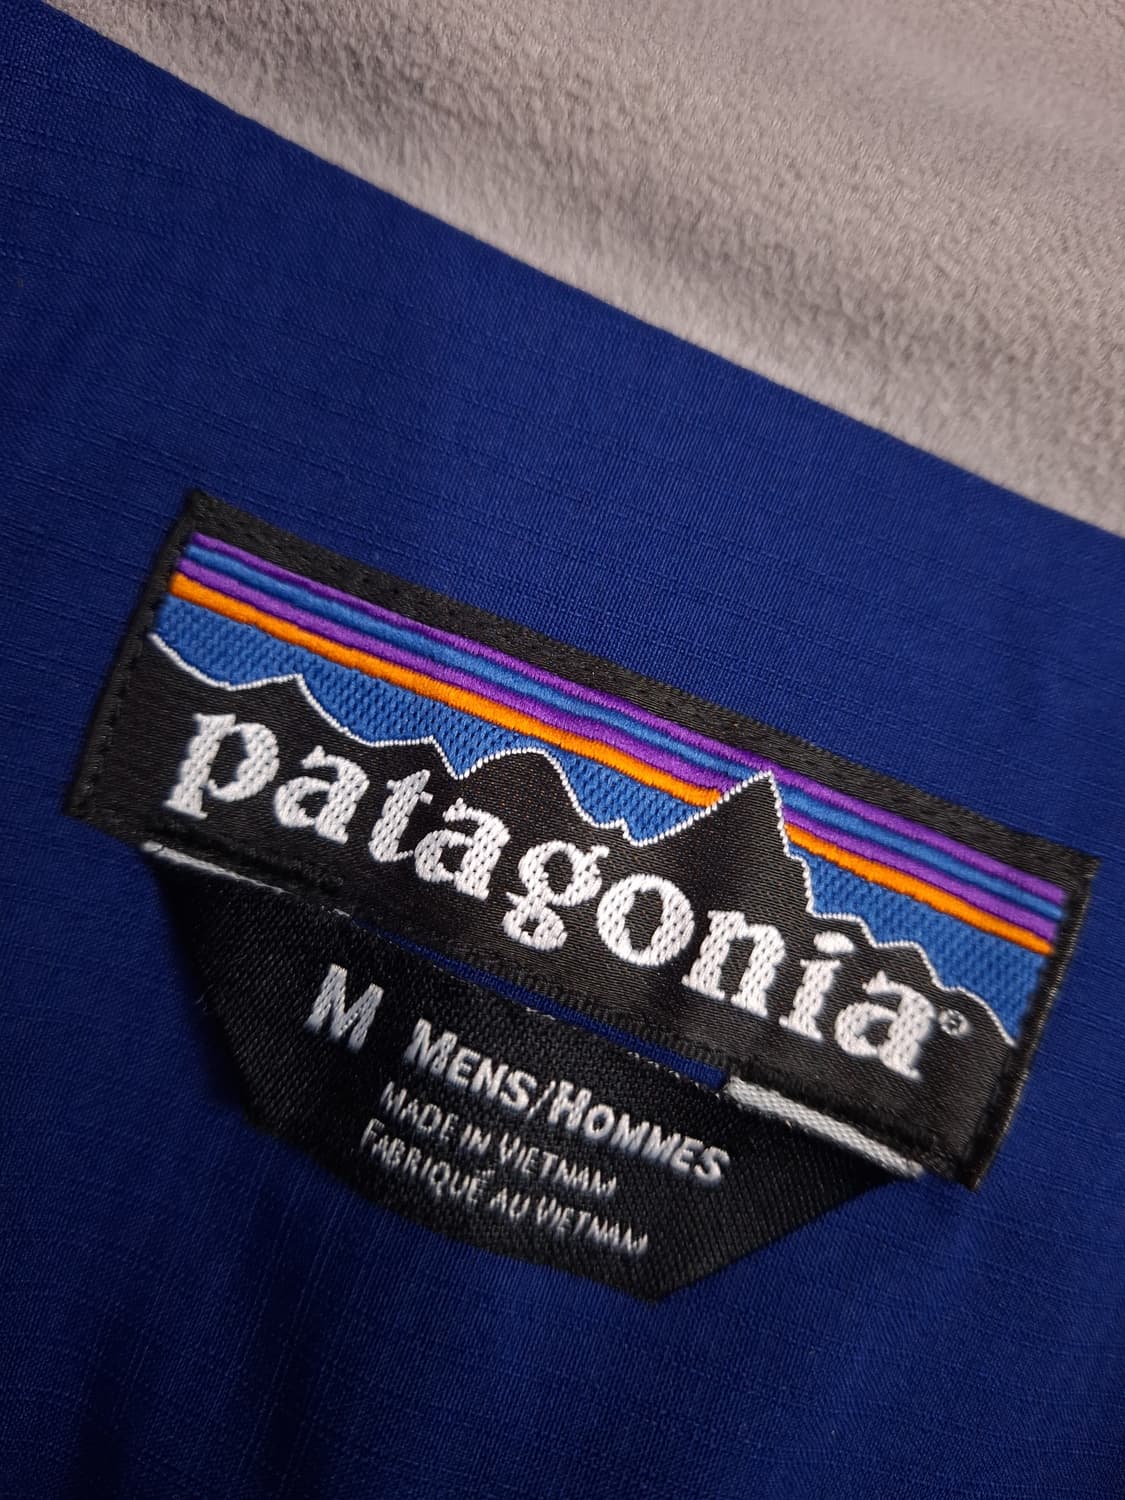 patagonia®
M MENS/HOMMES
MADE IN VIETNAM
FABRIQUÉ AU VIETNAM